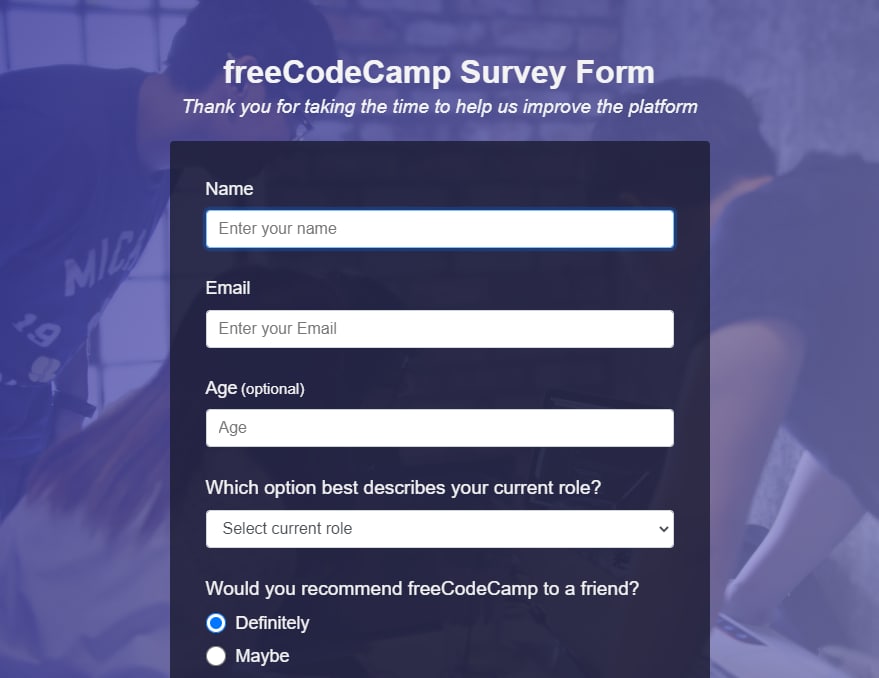 freeCodeCamp Survey Form
Thank you for taking the time to help us improve the platform
Name
Enter your name
Email
Enter your Email
Age (optional)
Age
Which option best describes your current role?
Select current role
Would you recommend freeCodeCamp to a friend?
Definitely
Maybe
19